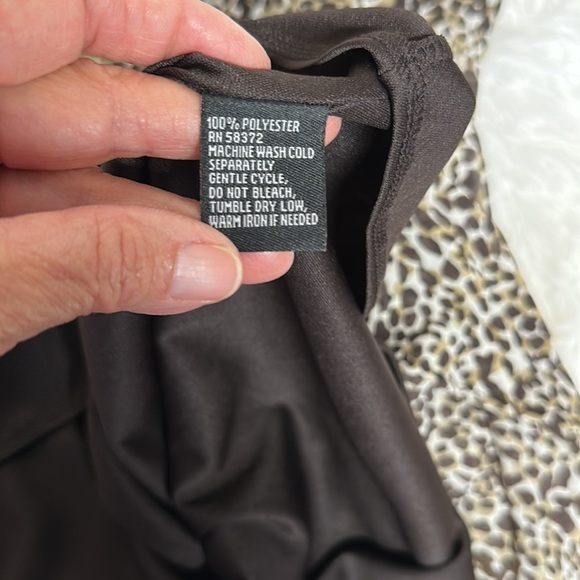 100% POLYESTER
RN 58372
MACHINE WASH COLD
SEPARATELY
GENTLE CYCLE,
DO NOT BLEACH,
TUMBLE DRY LOW,
WARM IRON IF NEEDED